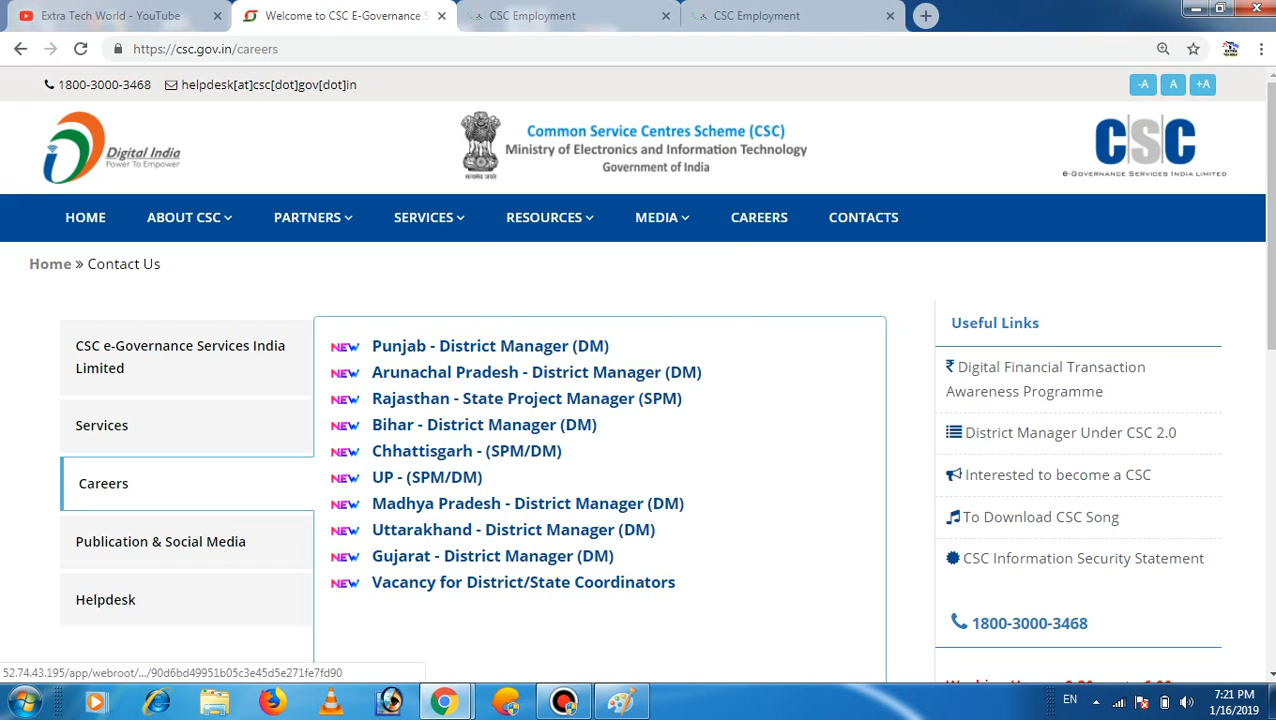 Extra Tech World - YouTube
Welcome to CSC E-Governance S
CSC Employment
CSC Employment
https://csc.gov.in/careers
1800-3000-3468 helpdesk[at]csc[dot]gov[dot]in
-A A +A
Digital India
Power To Empower
सत्यमेव जयते
Common Service Centres Scheme (CSC)
Ministry of Electronics and Information Technology
Government of India
CSC
e-GOVERNANCE SERVICES INDIA LIMITED
HOME ABOUT CSC PARTNERS SERVICES RESOURCES MEDIA CAREERS CONTACTS
Home » Contact Us
CSC e-Governance Services India
Limited
Services
Careers
Publication & Social Media
Helpdesk
NEW Punjab - District Manager (DM)
NEW Arunachal Pradesh - District Manager (DM)
NEW Rajasthan - State Project Manager (SPM)
NEW Bihar - District Manager (DM)
NEW Chhattisgarh - (SPM/DM)
NEW UP - (SPM/DM)
NEW Madhya Pradesh - District Manager (DM)
NEW Uttarakhand - District Manager (DM)
NEW Gujarat - District Manager (DM)
NEW Vacancy for District/State Coordinators
Useful Links
₹ Digital Financial Transaction
Awareness Programme
District Manager Under CSC 2.0
Interested to become a CSC
To Download CSC Song
CSC Information Security Statement
1800-3000-3468
52.74.43.195/app/webroot/.../90d6bd49951b05c3e45d5e271fe7fd90
EN
7:21 PM
1/16/2019